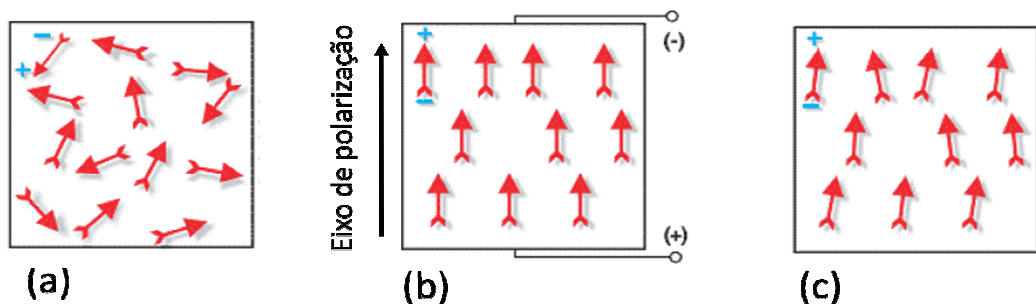 −
+
(a)
Eixo de polarização
+
−
(-)
(+)
(b)
+
−
(c)